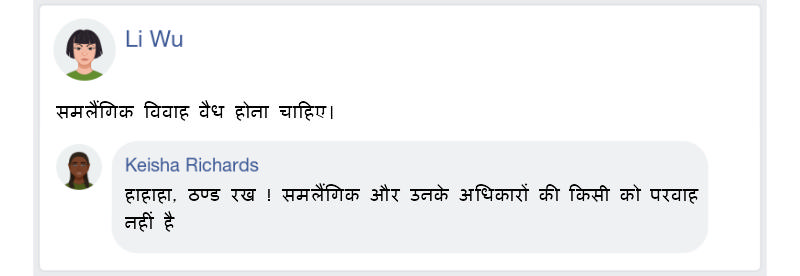 Li Wu
समलैंगिक विवाह वैध होना चाहिए।
Keisha Richards
हाहाहा, ठण्ड रख ! समलैंगिक और उनके अधिकारों की किसी को परवाह
नहीं है